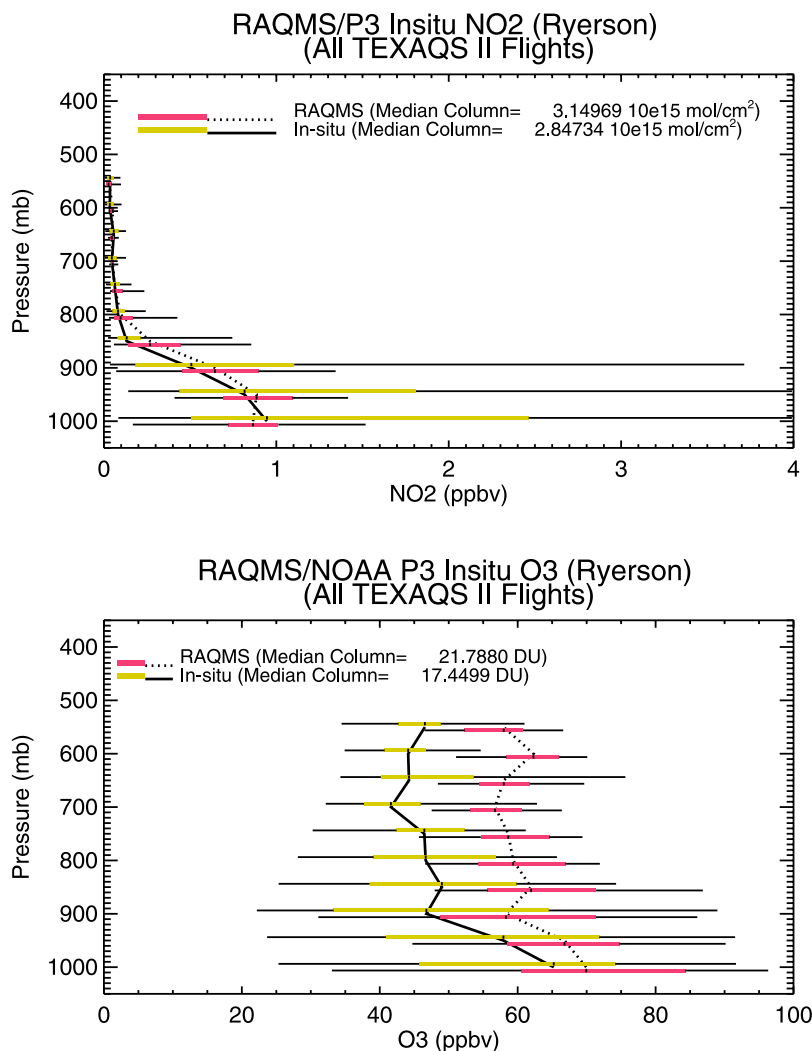 RAQMS/P3 Insitu NO2 (Ryerson)
(All TEXAQS II Flights)
RAQMS (Median Column= 3.14969 10e15 mol/cm²)
In-situ (Median Column= 2.84734 10e15 mol/cm²)
Pressure (mb)
400
500
600
700
800
900
1000
0 1 2 3 4
NO2 (ppbv)
RAQMS/NOAA P3 Insitu O3 (Ryerson)
(All TEXAQS II Flights)
RAQMS (Median Column= 21.7880 DU)
In-situ (Median Column= 17.4499 DU)
Pressure (mb)
400
500
600
700
800
900
1000
0 20 40 60 80 100
O3 (ppbv)